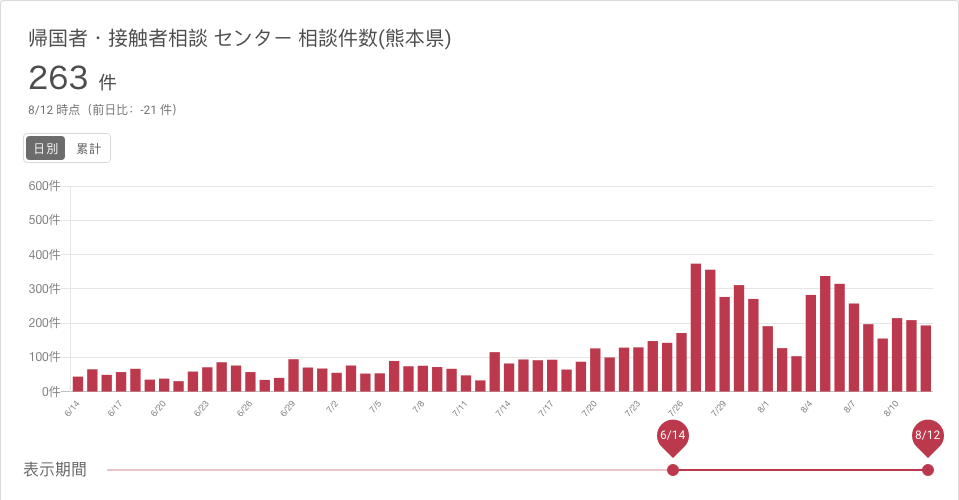 帰国者・接触者相談 センター 相談件数(熊本県)
263 件
8/12 時点（前日比： -21 件）
日別 累計
600件
500件
400件
300件
200件
100件
0件
6/14 6/17 6/20 6/23 6/26 6/29 7/2 7/5 7/8 7/11 7/14 7/17 7/20 7/23 7/26 7/29 8/1 8/4 8/7 8/10
6/14 8/12
表示期間